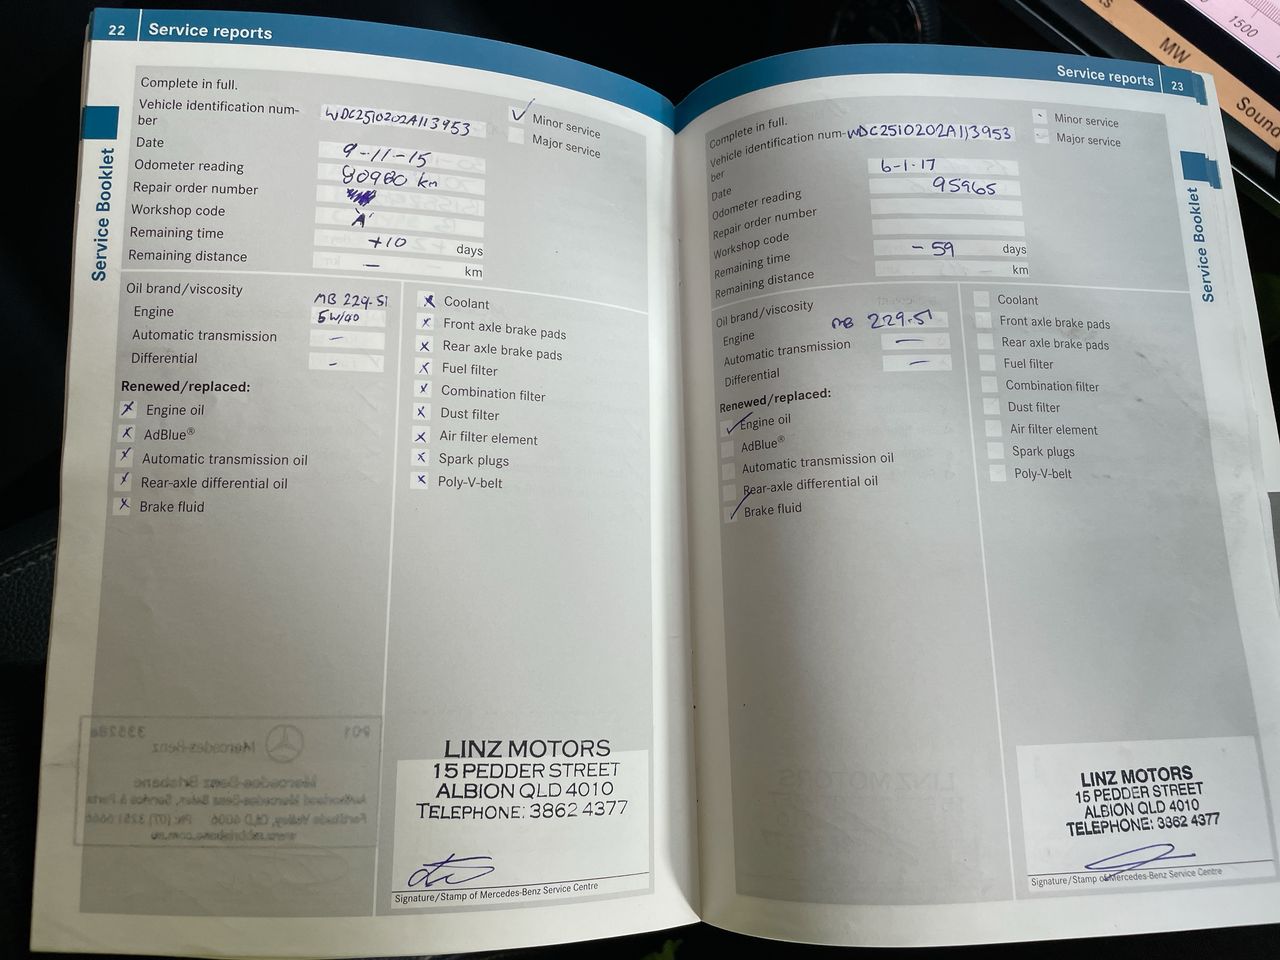 22 Service reports
Service Booklet
Complete in full.
Vehicle identification num-
ber WDC2510202A113953
Minor service
Major service
Date 9-11-15
Odometer reading 80980 km
Repair order number
Workshop code 'A'
Remaining time +10 days
Remaining distance — km
Oil brand/viscosity MB 229.51
Engine 5W/40
Automatic transmission —
Differential —
Renewed/replaced:
Engine oil
AdBlue®
Automatic transmission oil
Rear-axle differential oil
Brake fluid
Coolant
Front axle brake pads
Rear axle brake pads
Fuel filter
Combination filter
Dust filter
Air filter element
Spark plugs
Poly-V-belt
LINZ MOTORS
15 PEDDER STREET
ALBION QLD 4010
TELEPHONE: 3862 4377
Signature/Stamp of Mercedes-Benz Service Centre
Service reports 23
Service Booklet
Complete in full.
Vehicle identification num-
ber WDC2510202A113953
Minor service
Major service
Date 6-1-17
Odometer reading 95965
Repair order number
Workshop code
Remaining time -59 days
Remaining distance km
Oil brand/viscosity
Engine MB 229.51
Automatic transmission —
Differential —
Renewed/replaced:
Engine oil
AdBlue®
Automatic transmission oil
Rear-axle differential oil
Brake fluid
Coolant
Front axle brake pads
Rear axle brake pads
Fuel filter
Combination filter
Dust filter
Air filter element
Spark plugs
Poly-V-belt
LINZ MOTORS
15 PEDDER STREET
ALBION QLD 4010
TELEPHONE: 3862 4377
Signature/Stamp of Mercedes-Benz Service Centre
1500
MW
Sound